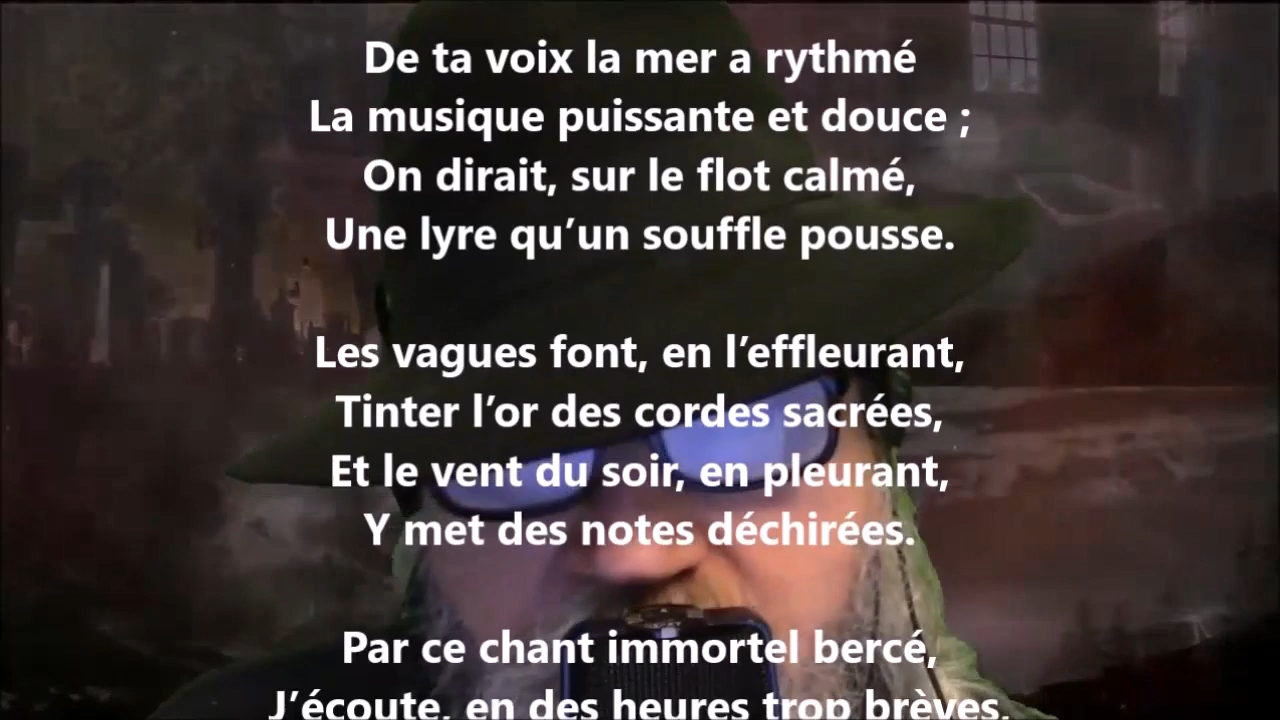 De ta voix la mer a rythmé
La musique puissante et douce ;
On dirait, sur le flot calmé,
Une lyre qu’un souffle pousse.
Les vagues font, en l’effleurant,
Tinter l’or des cordes sacrées,
Et le vent du soir, en pleurant,
Y met des notes déchirées.
Par ce chant immortel bercé,
J’écoute, en des heures trop brèves,